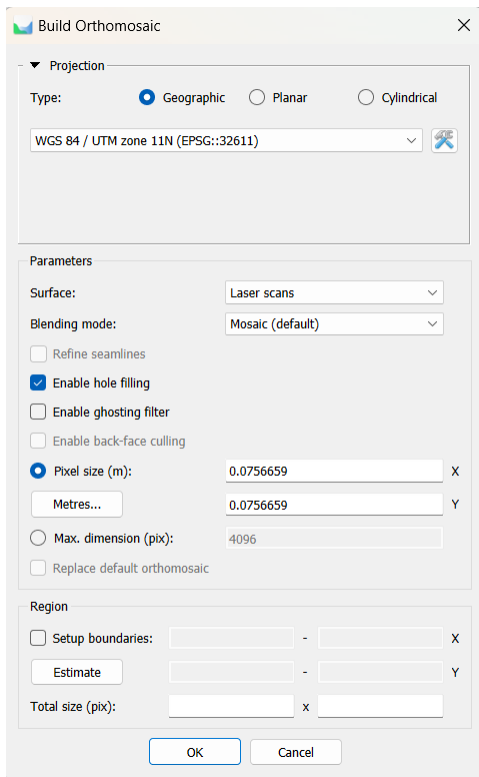 Build Orthomosaic
Projection
Type: Geographic Planar Cylindrical
WGS 84 / UTM zone 11N (EPSG::32611)
Parameters
Surface: Laser scans
Blending mode: Mosaic (default)
Refine seamlines
Enable hole filling
Enable ghosting filter
Enable back-face culling
Pixel size (m): 0.0756659 X
Metres... 0.0756659 Y
Max. dimension (pix): 4096
Replace default orthomosaic
Region
Setup boundaries: - X
Estimate - Y
Total size (pix): x
OK Cancel